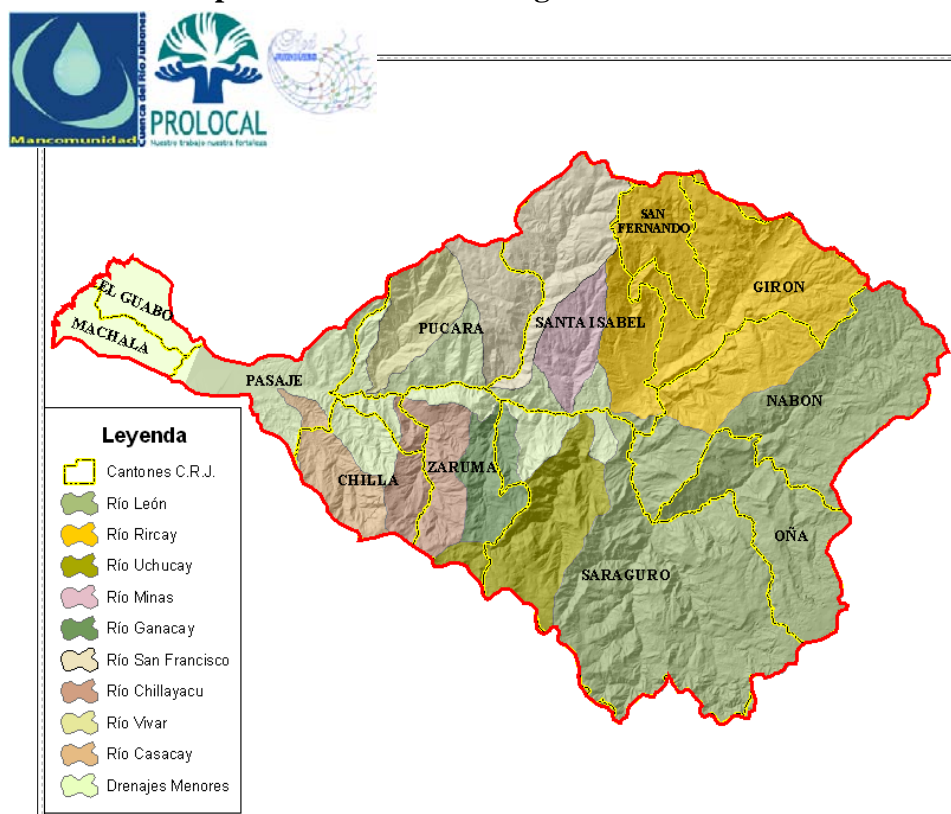 Mancomunidad
Cuenca del Río Jubones
PROLOCAL
Nuestro trabajo nuestra fortaleza
Red
SAN
FERNANDO
GIRON
EL GUABO
MACHALA
PUCARA
SANTA ISABEL
PASAJE
NABON
CHILLA
ZARUMA
OÑA
SARAGURO
Leyenda
Cantones C.R.J.
Río León
Río Rircay
Río Uchucay
Río Minas
Río Ganacay
Río San Francisco
Río Chillayacu
Río Vivar
Río Casacay
Drenajes Menores